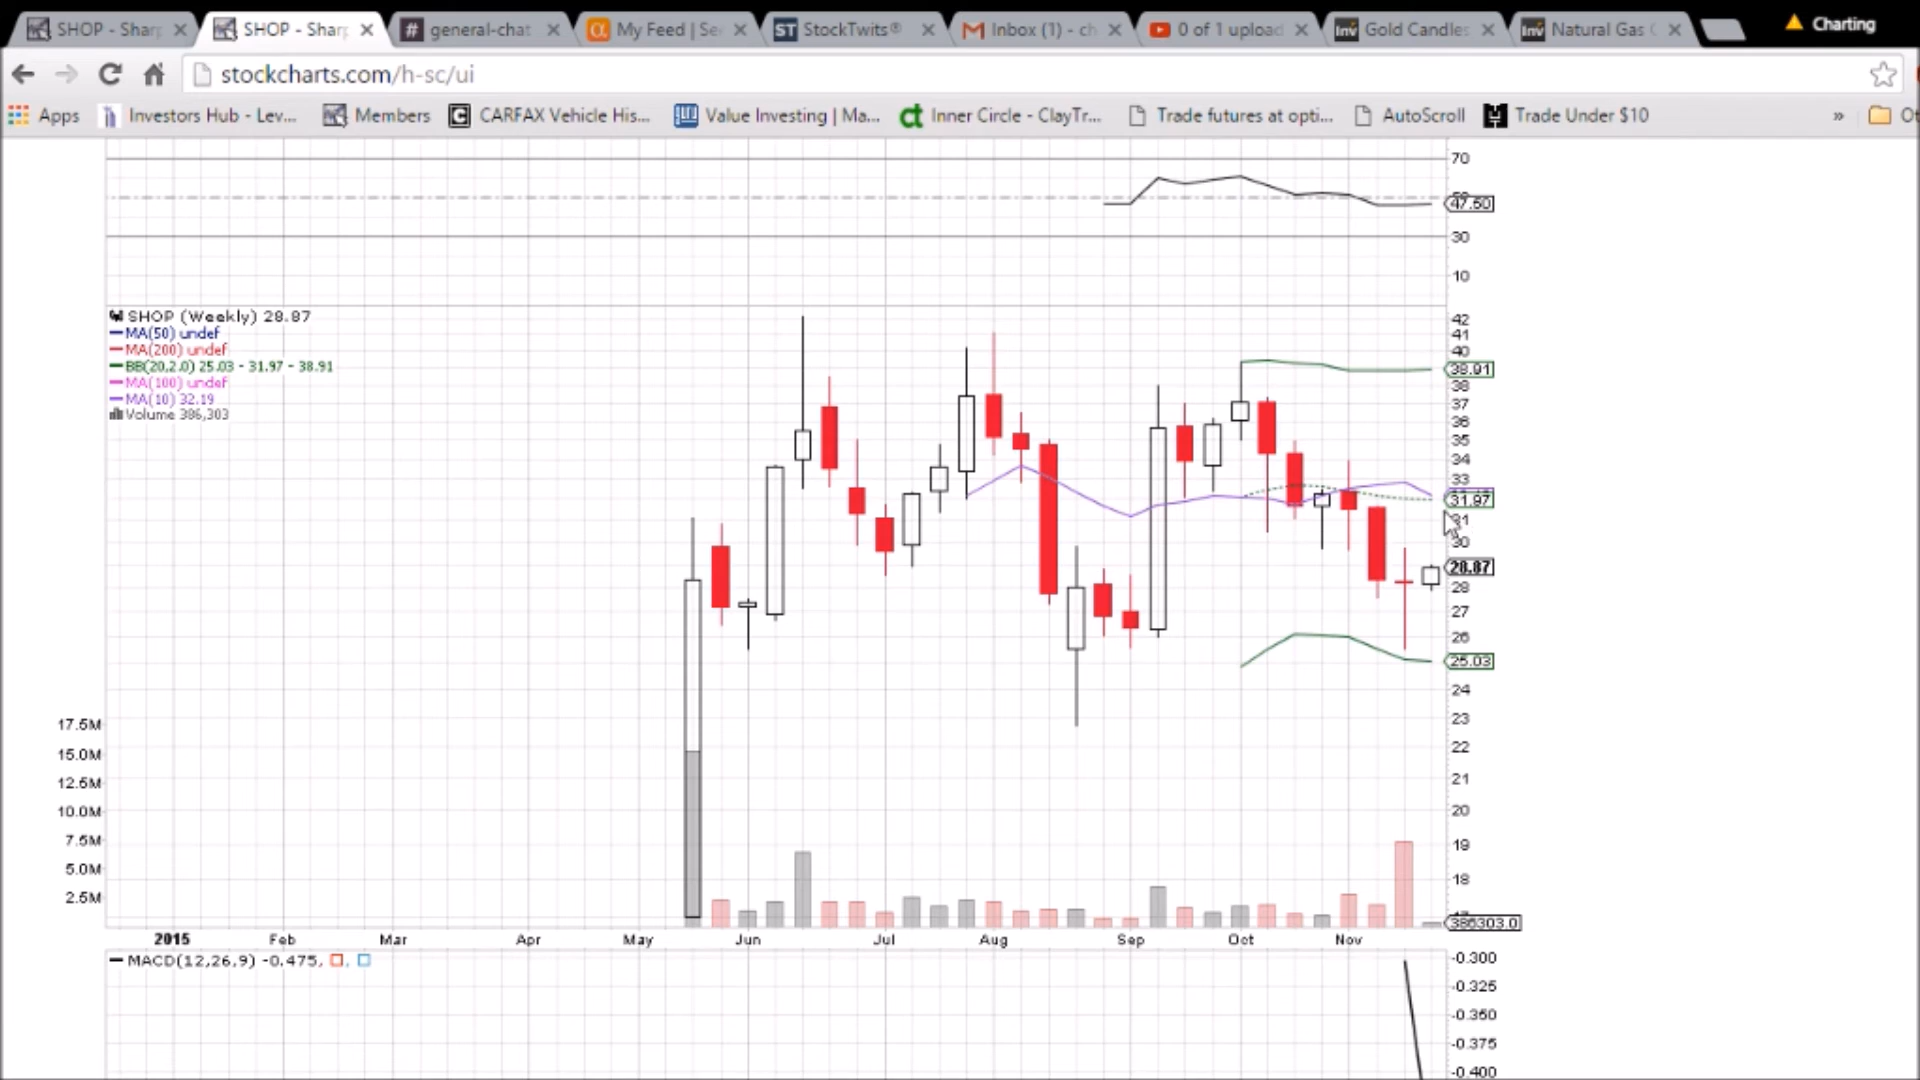 SHOP - Sharp
SHOP - Sharp
general-chat
My Feed | Se
StockTwits®
Inbox (1) - ch
0 of 1 upload
Gold Candles
Natural Gas
Charting
stockcharts.com/h-sc/ui
Apps
Investors Hub - Lev...
Members
CARFAX Vehicle His...
Value Investing | Ma...
Inner Circle - ClayTr...
Trade futures at opti...
AutoScroll
Trade Under $10
»
Ot
70
47.50
30
10
SHOP (Weekly) 28.87
MA(50) undef
MA(200) undef
BB(20,2.0) 25.03 - 31.97 - 38.91
MA(100) undef
MA(10) 32.19
Volume 386,303
42
41
40
38.91
38
37
36
35
34
33
31.97
31
30
28.87
28
27
26
25.03
24
23
22
21
20
19
18
386303.0
17.5M
15.0M
12.5M
10.0M
7.5M
5.0M
2.5M
2015 Feb Mar Apr May Jun Jul Aug Sep Oct Nov
MACD(12,26,9) -0.475,
-0.300
-0.325
-0.350
-0.375
-0.400